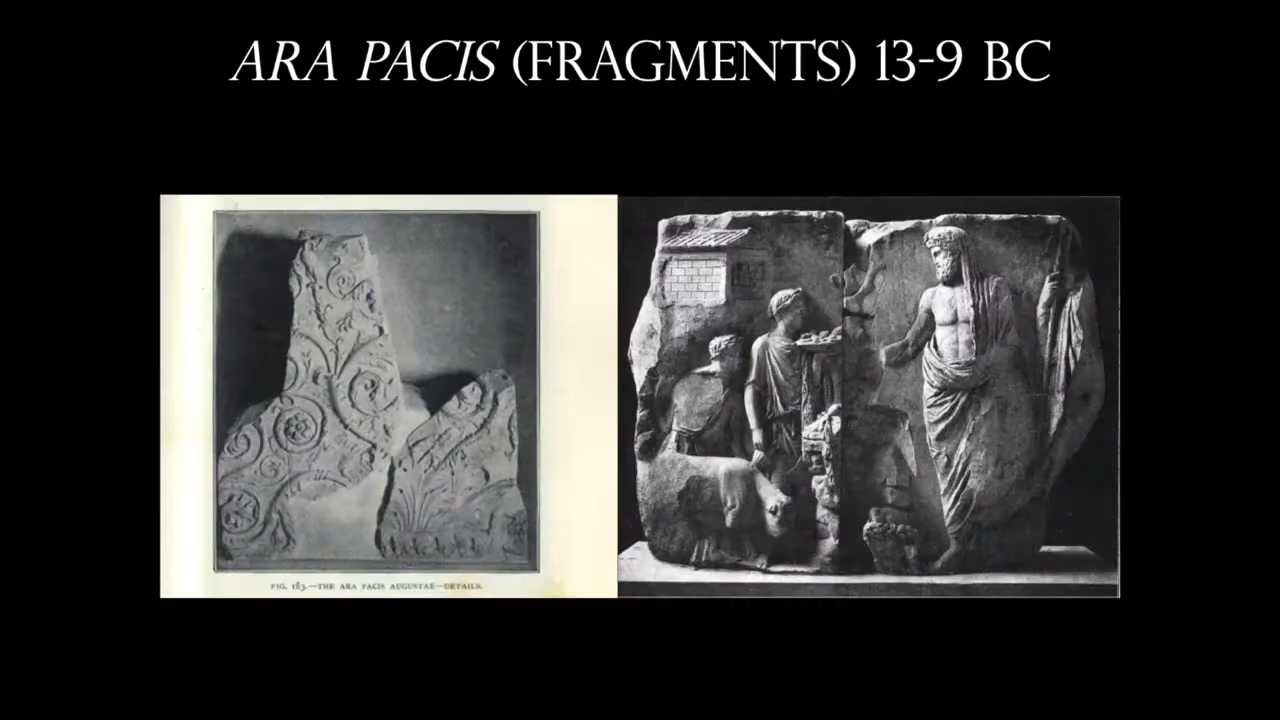 ARA PACIS (FRAGMENTS) 13-9 BC
FIG. 183.—THE ARA PACIS AUGUSTAE—DETAILS.